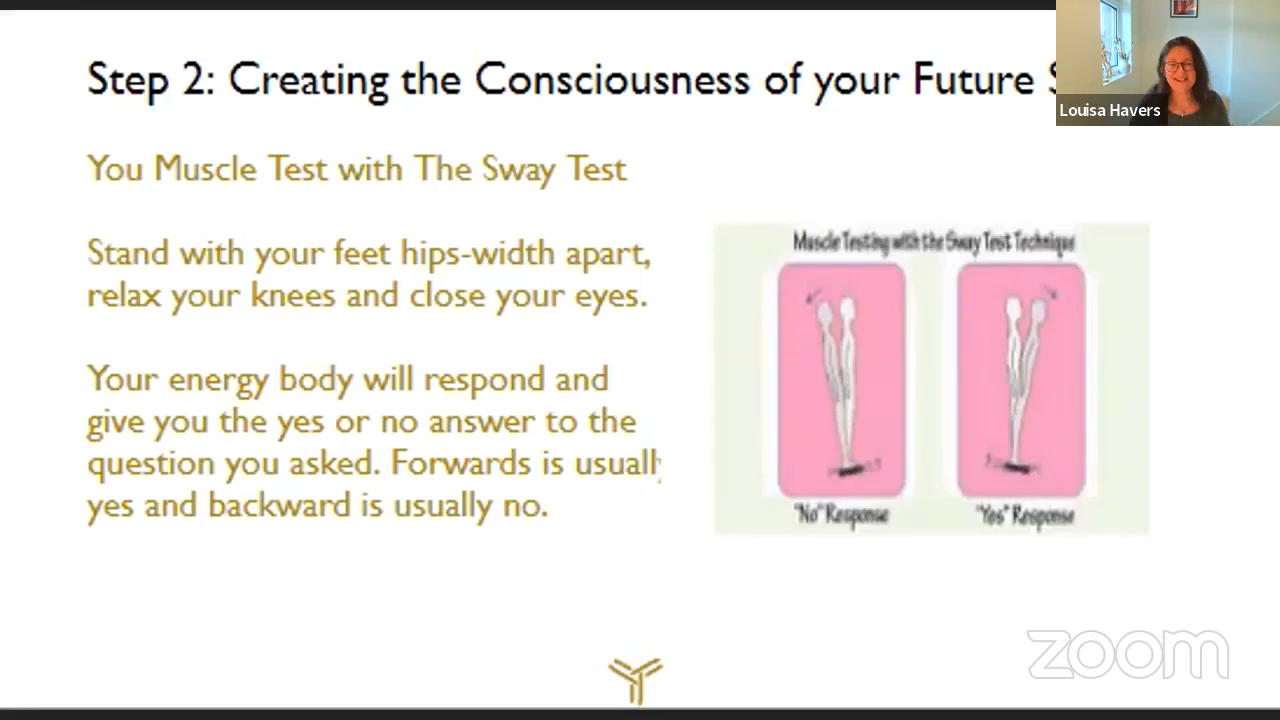 Step 2: Creating the Consciousness of your Future
Louisa Havers
You Muscle Test with The Sway Test
Stand with your feet hips-width apart,
relax your knees and close your eyes.
Your energy body will respond and
give you the yes or no answer to the
question you asked. Forwards is usually
yes and backward is usually no.
Muscle Testing with the Sway Test Technique
"No" Response
"Yes" Response
zoom